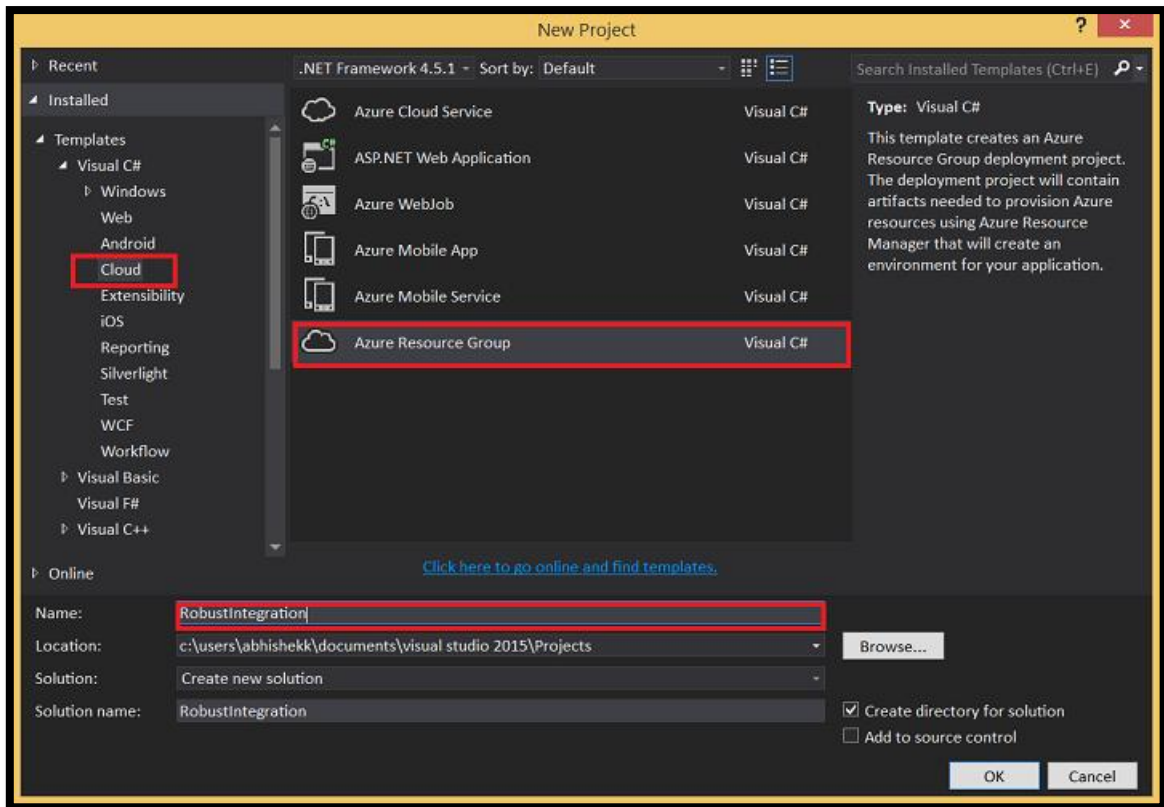 New Project
?
Recent
.NET Framework 4.5.1
Sort by: Default
Search Installed Templates (Ctrl+E)
Installed
Templates
Visual C#
Windows
Web
Android
Cloud
Extensibility
iOS
Reporting
Silverlight
Test
WCF
Workflow
Visual Basic
Visual F#
Visual C++
Online
Azure Cloud Service Visual C#
ASP.NET Web Application Visual C#
Azure WebJob Visual C#
Azure Mobile App Visual C#
Azure Mobile Service Visual C#
Azure Resource Group Visual C#
Click here to go online and find templates.
Type: Visual C#
This template creates an Azure
Resource Group deployment project.
The deployment project will contain
artifacts needed to provision Azure
resources using Azure Resource
Manager that will create an
environment for your application.
Name: RobustIntegration
Location: c:\users\abhishekk\documents\visual studio 2015\Projects
Browse...
Solution: Create new solution
Solution name: RobustIntegration
Create directory for solution
Add to source control
OK
Cancel